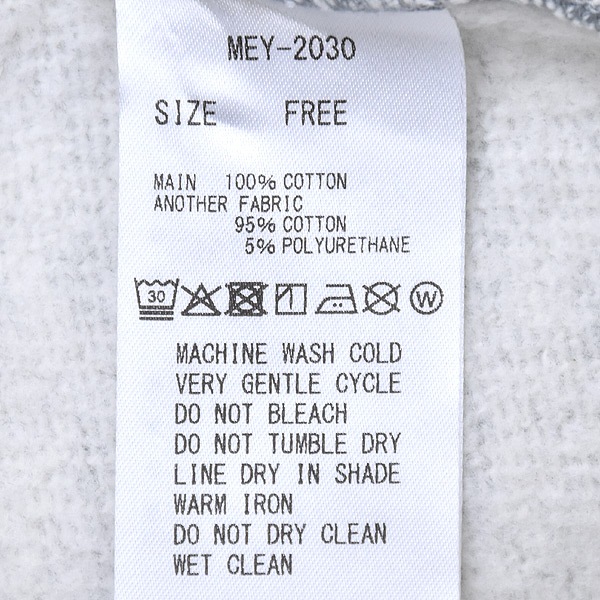 MEY-2030
SIZE FREE
MAIN 100% COTTON
ANOTHER FABRIC
95% COTTON
5% POLYURETHANE
30 W
MACHINE WASH COLD
VERY GENTLE CYCLE
DO NOT BLEACH
DO NOT TUMBLE DRY
LINE DRY IN SHADE
WARM IRON
DO NOT DRY CLEAN
WET CLEAN